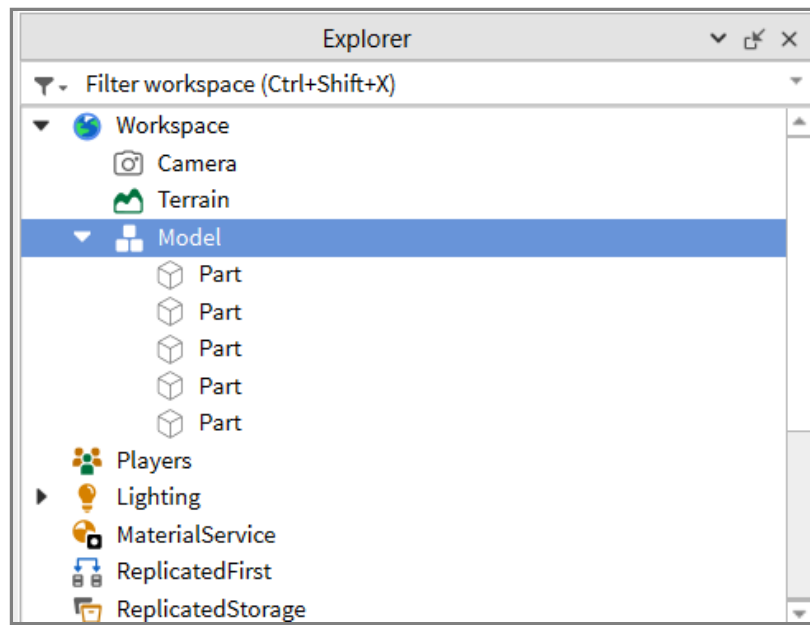 Explorer
Filter workspace (Ctrl+Shift+X)
Workspace
Camera
Terrain
Model
Part
Part
Part
Part
Part
Players
Lighting
MaterialService
ReplicatedFirst
ReplicatedStorage